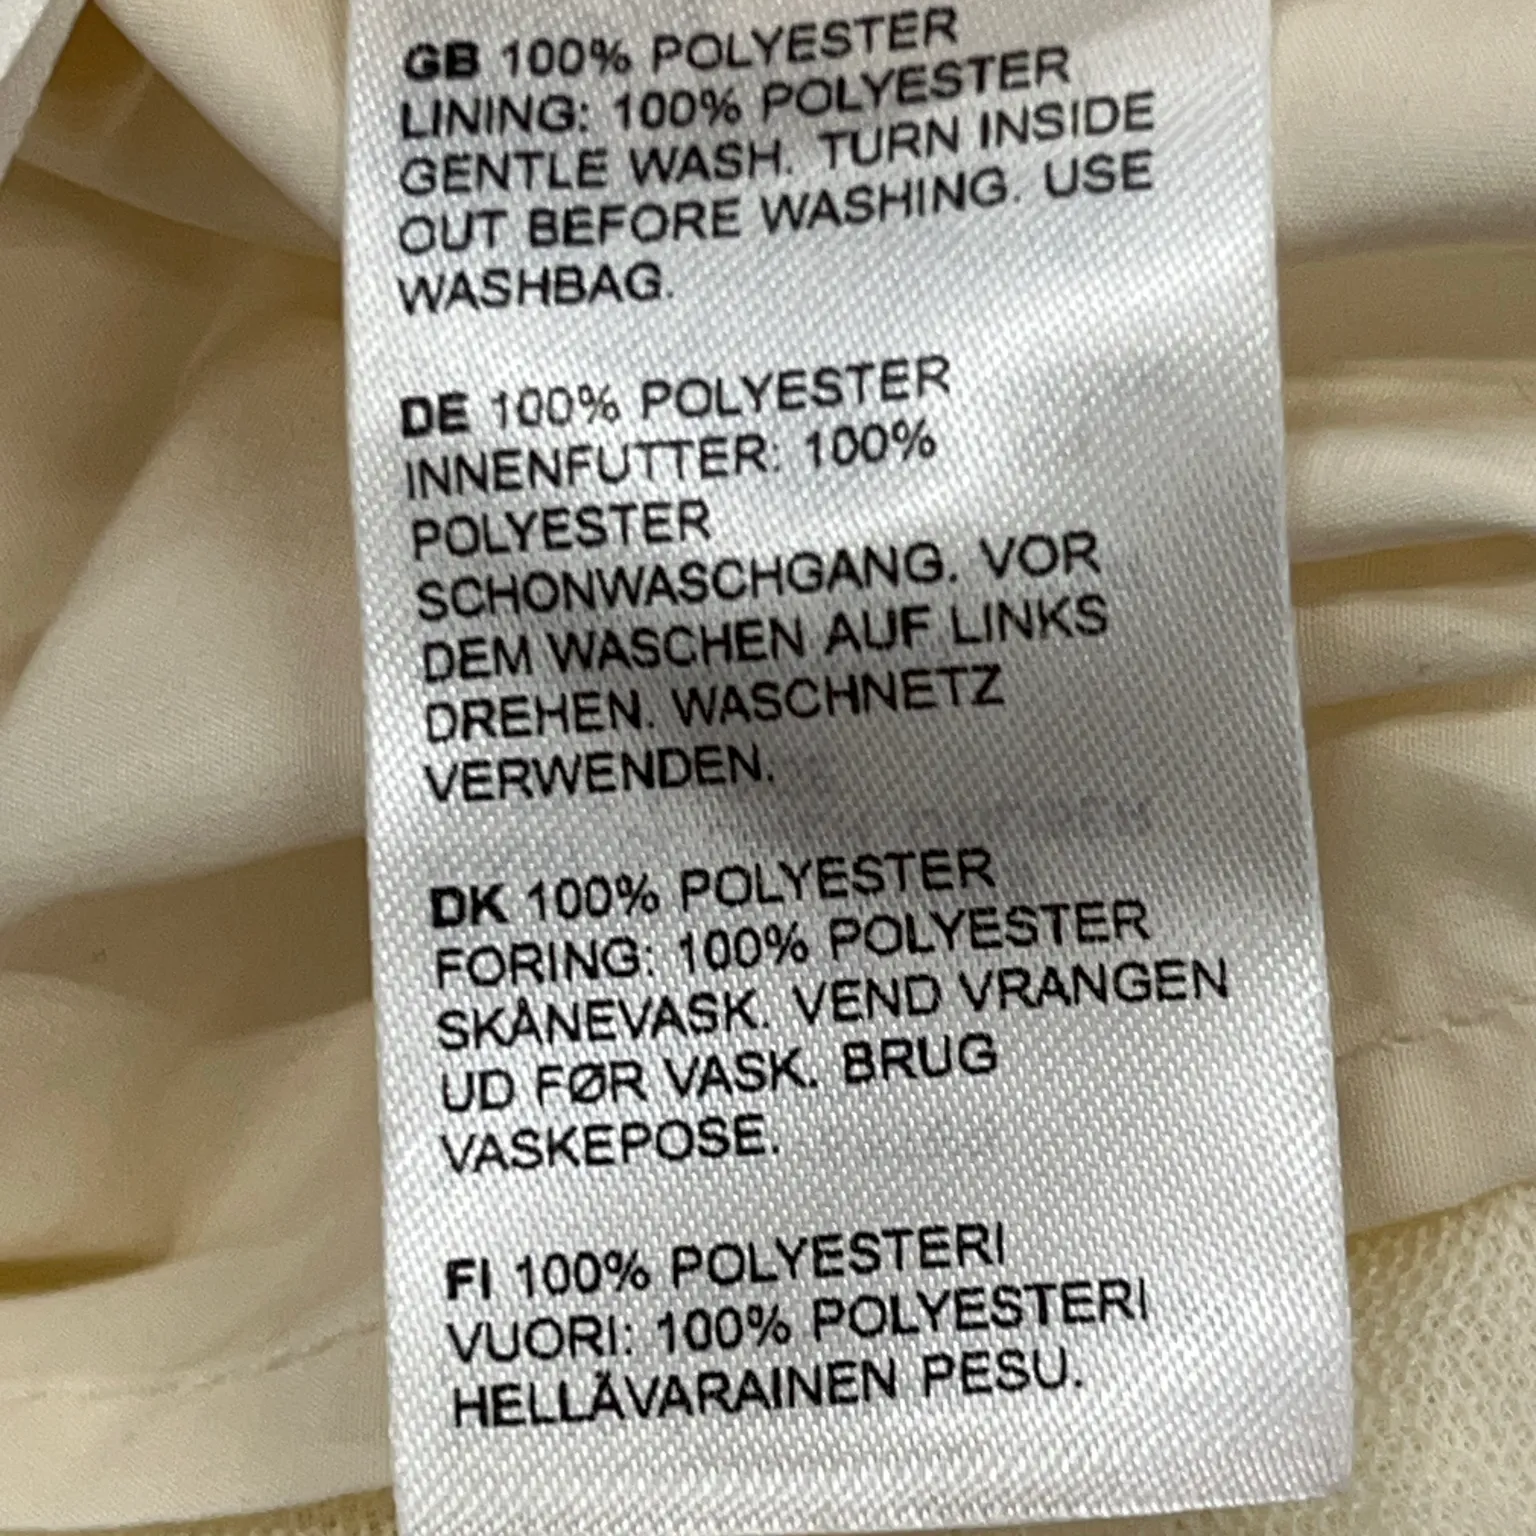 GB 100% POLYESTER
LINING: 100% POLYESTER
GENTLE WASH. TURN INSIDE
OUT BEFORE WASHING. USE
WASHBAG.
DE 100% POLYESTER
INNENFUTTER: 100%
POLYESTER
SCHONWASCHGANG. VOR
DEM WASCHEN AUF LINKS
DREHEN. WASCHNETZ
VERWENDEN.
DK 100% POLYESTER
FORING: 100% POLYESTER
SKÅNEVASK. VEND VRANGEN
UD FØR VASK. BRUG
VASKEPOSE.
FI 100% POLYESTERI
VUORI: 100% POLYESTERI
HELLÄVARAINEN PESU.